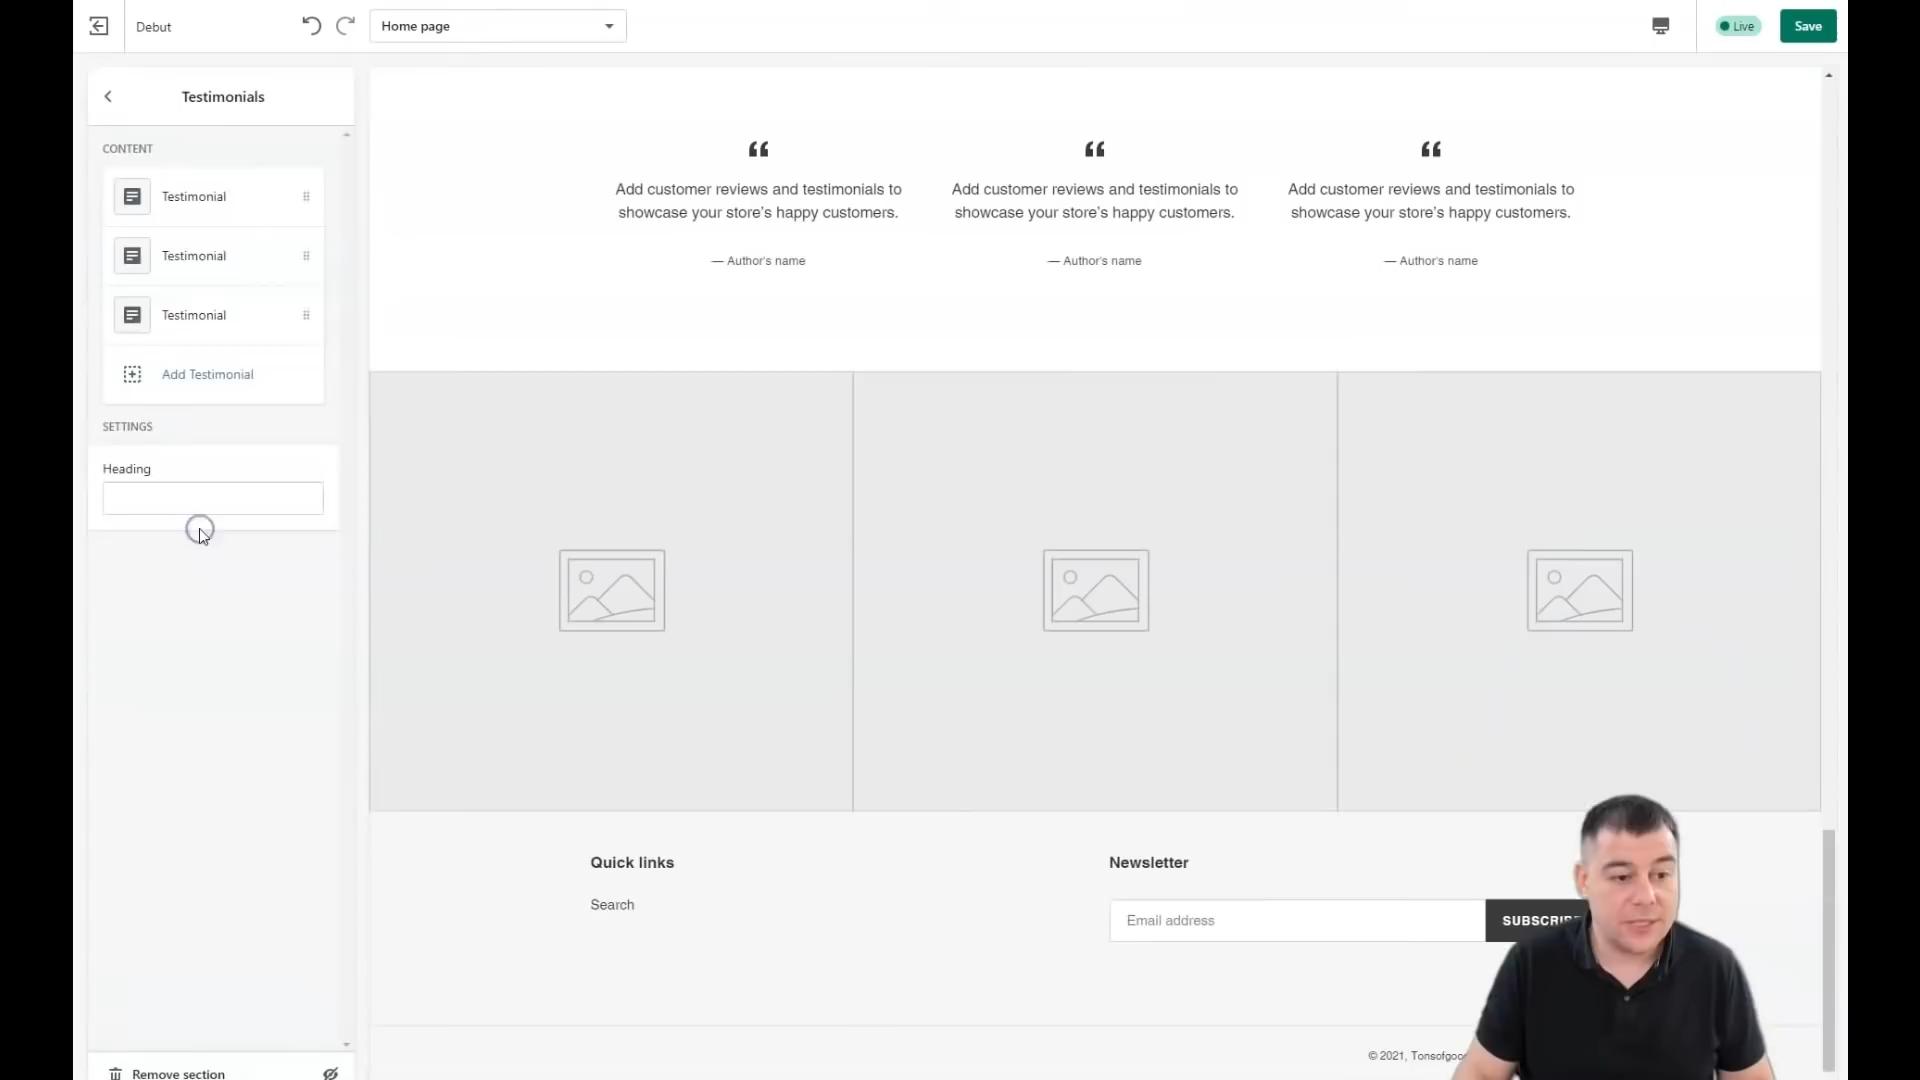 Debut
Home page
Live
Save
Testimonials
CONTENT
Testimonial
Testimonial
Testimonial
Add Testimonial
SETTINGS
Heading
Remove section
“
“
“
Add customer reviews and testimonials to
showcase your store’s happy customers.
— Author's name
Add customer reviews and testimonials to
showcase your store’s happy customers.
— Author's name
Add customer reviews and testimonials to
showcase your store’s happy customers.
— Author's name
Quick links
Search
Newsletter
Email address
SUBSCRIB
© 2021, Tonsofgoo